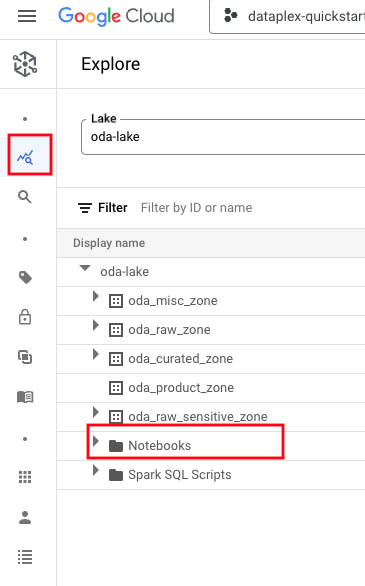 Google Cloud
dataplex-quickstart
Explore
Lake
oda-lake
Filter Filter by ID or name
Display name
oda-lake
oda_misc_zone
oda_raw_zone
oda_curated_zone
oda_product_zone
oda_raw_sensitive_zone
Notebooks
Spark SQL Scripts